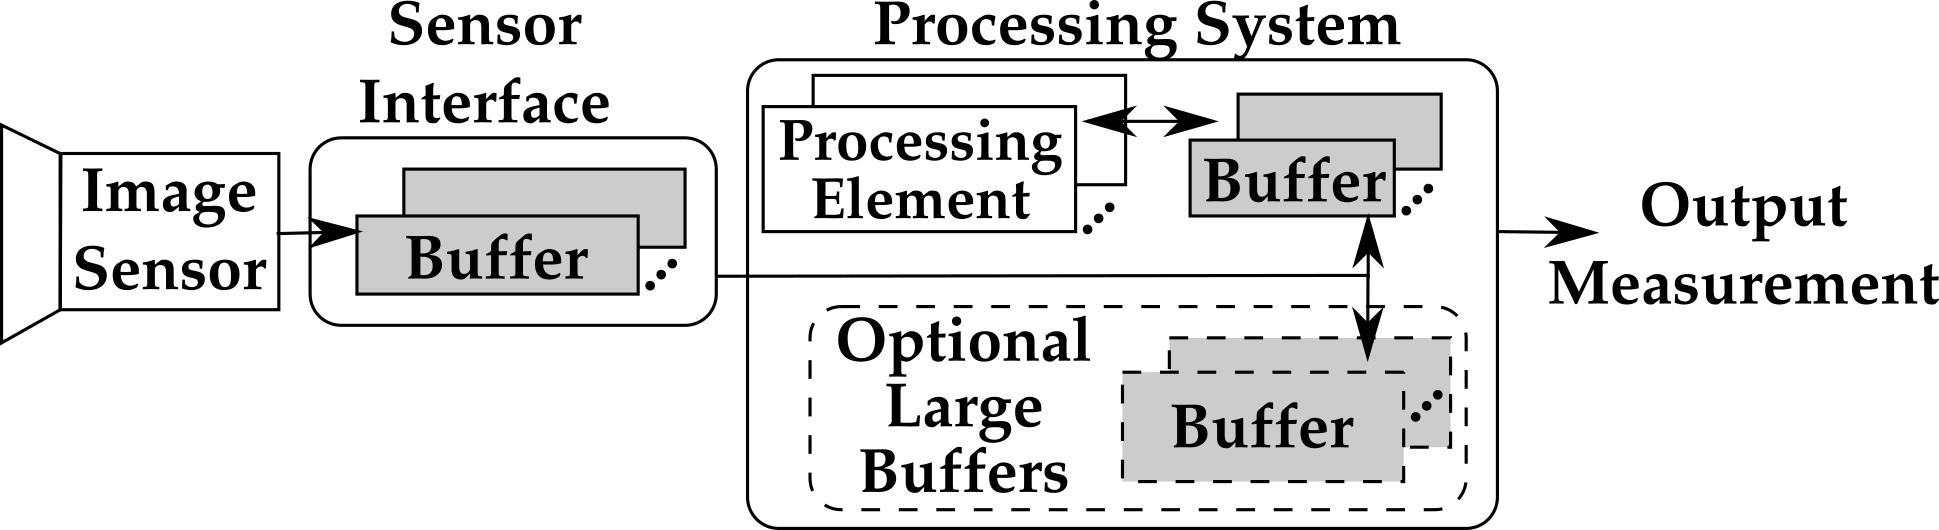 Sensor
Interface
Processing System
Image
Sensor
Buffer
Processing
Element
Buffer
Optional
Large
Buffers
Buffer
Output
Measurement